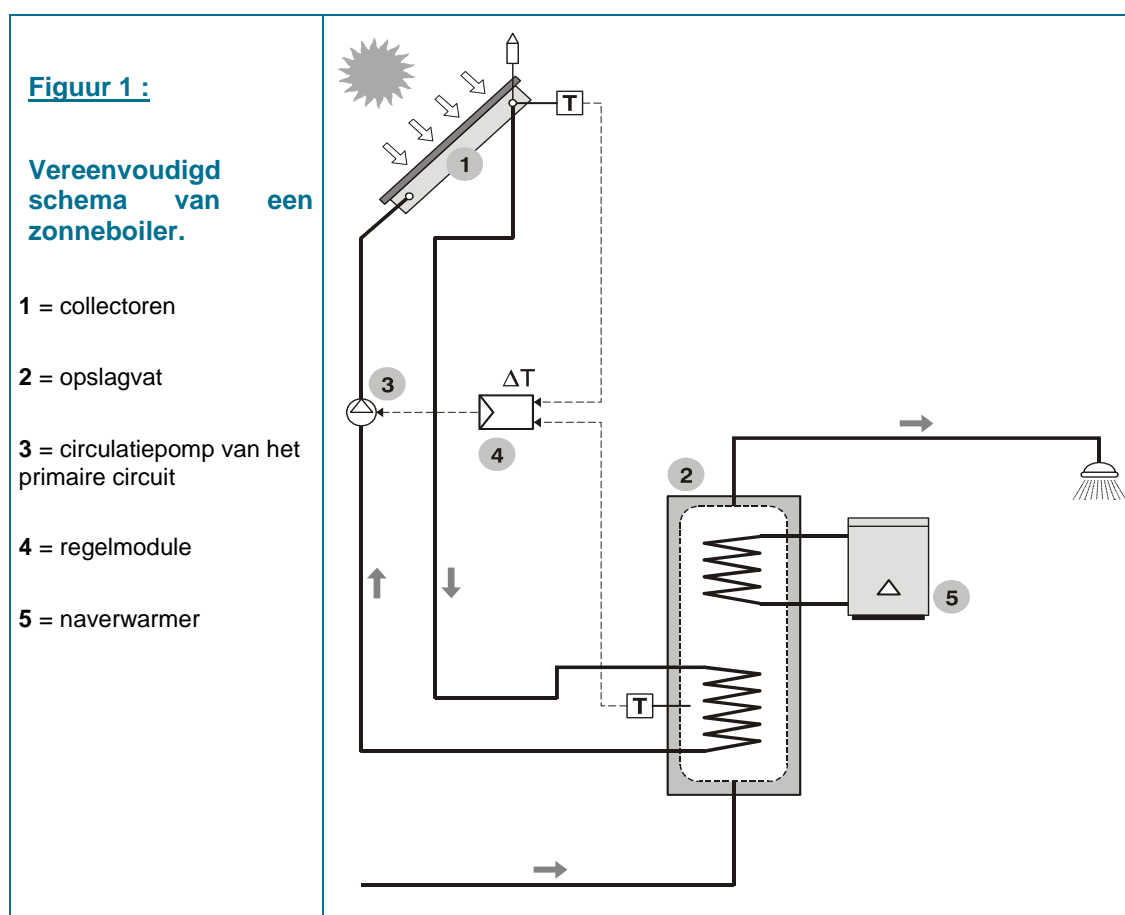 Figuur 1 :
Vereenvoudigd
schema van een
zonneboiler.
1 = collectoren
2 = opslagvat
3 = circulatiepomp van het
primaire circuit
4 = regelmodule
5 = naverwarmer
T
1
3
ΔT
4
2
5
T